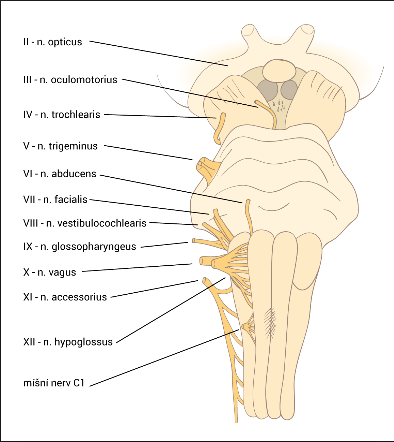 II - n. opticus
III - n. oculomotorius
IV - n. trochlearis
V - n. trigeminus
VI - n. abducens
VII - n. facialis
VIII - n. vestibulocochlearis
IX - n. glossopharyngeus
X - n. vagus
XI - n. accessorius
XII - n. hypoglossus
mišní nerv C1